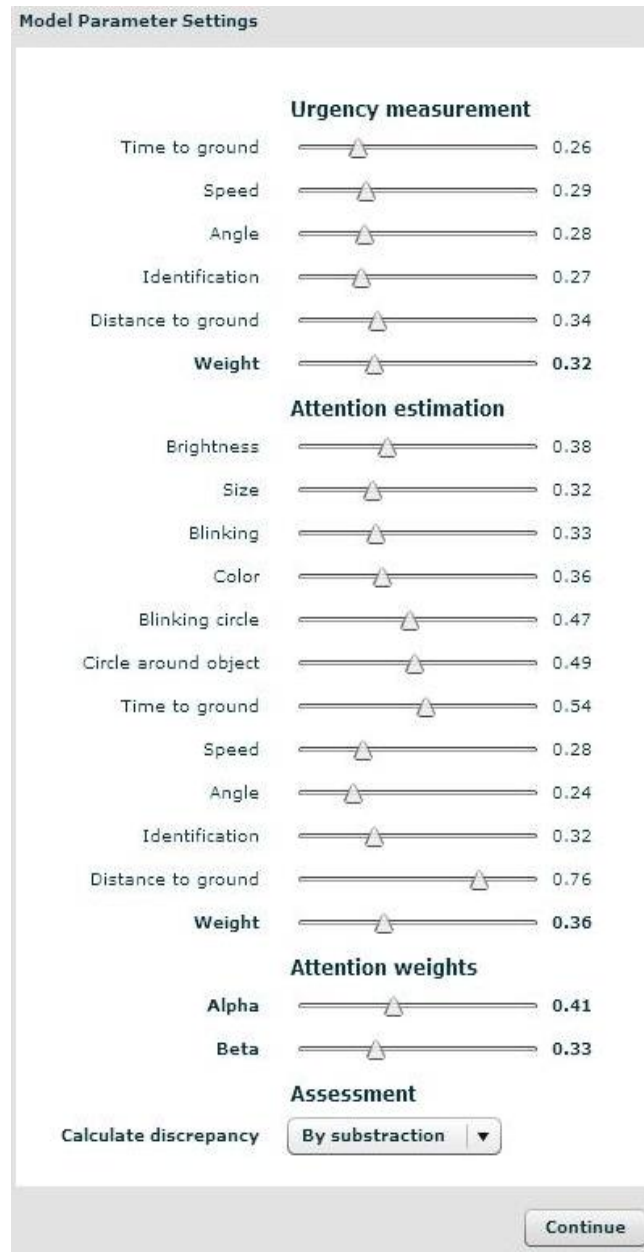 Model Parameter Settings
Urgency measurement
Time to ground 0.26
Speed 0.29
Angle 0.28
Identification 0.27
Distance to ground 0.34
Weight 0.32
Attention estimation
Brightness 0.38
Size 0.32
Blinking 0.33
Color 0.36
Blinking circle 0.47
Circle around object 0.49
Time to ground 0.54
Speed 0.28
Angle 0.24
Identification 0.32
Distance to ground 0.76
Weight 0.36
Attention weights
Alpha 0.41
Beta 0.33
Assessment
Calculate discrepancy By substraction
Continue